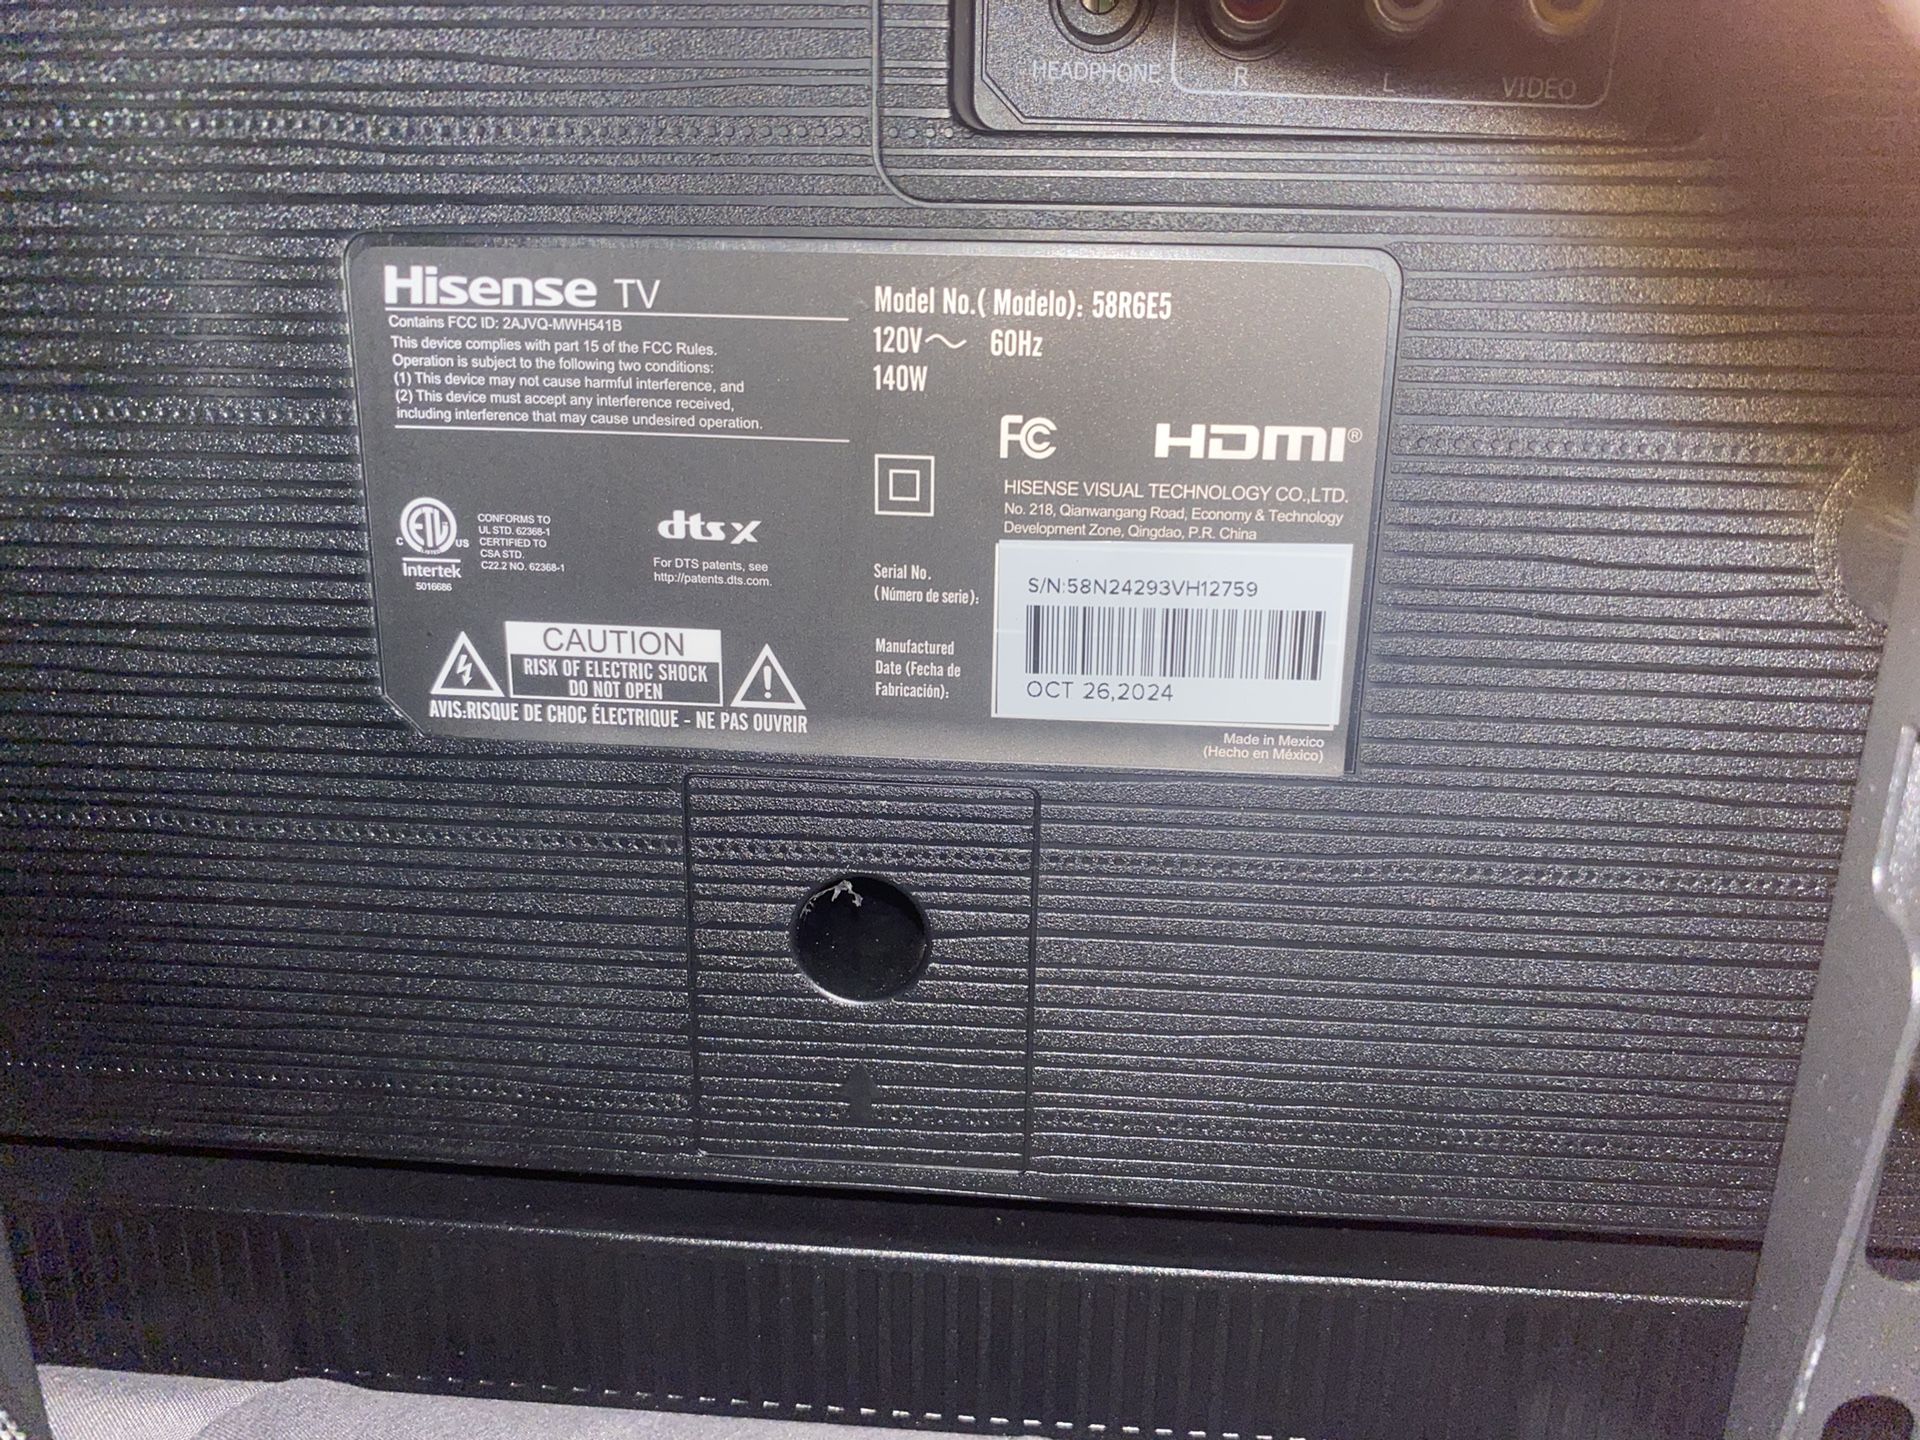 HEADPHONE
R
L
VIDEO
Hisense TV
Contains FCC ID: 2AJVQ-MWH541B
This device complies with part 15 of the FCC Rules.
Operation is subject to the following two conditions:
(1) This device may not cause harmful interference, and
(2) This device must accept any interference received,
including interference that may cause undesired operation.
Model No.( Modelo): 58R6E5
120V～ 60Hz
140W
FC
HDMI®
HISENSE VISUAL TECHNOLOGY CO.,LTD.
No. 218, Qianwangang Road, Economy & Technology
Development Zone, Qingdao, P.R. China
ETL
LISTED
C US
Intertek
5016686
CONFORMS TO
UL STD. 62368-1
CERTIFIED TO
CSA STD.
C22.2 NO. 62368-1
dts X
For DTS patents, see
http://patents.dts.com.
Serial No.
(Número de serie):
S/N:58N24293VH12759
Manufactured
Date (Fecha de
Fabricación):
OCT 26,2024
CAUTION
RISK OF ELECTRIC SHOCK
DO NOT OPEN
AVIS:RISQUE DE CHOC ÉLECTRIQUE - NE PAS OUVRIR
Made in Mexico
(Hecho en México)